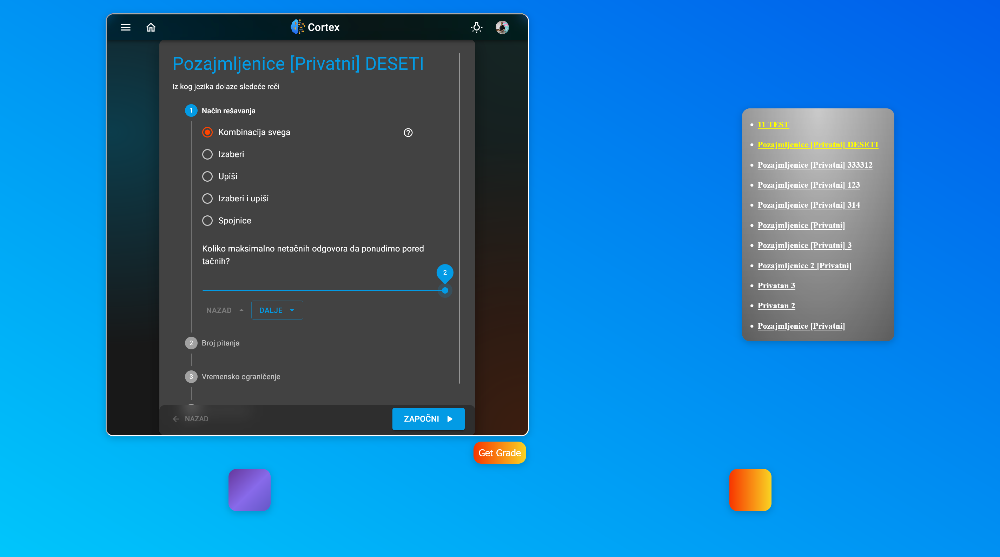 Cortex
Pozajmljenice [Privatni] DESETI
Iz kog jezika dolaze sledeće reči
1 Način rešavanja
Kombinacija svega
Izaberi
Upiši
Izaberi i upiši
Spojnice
Koliko maksimalno netačnih odgovora da ponudimo pored
tačnih?
2
NAZAD DALJE
2 Broj pitanja
3 Vremensko ograničenje
NAZAD ZAPOČNI
Get Grade
11 TEST
Pozajmljenice [Privatni] DESETI
Pozajmljenice [Privatni] 333312
Pozajmljenice [Privatni] 123
Pozajmljenice [Privatni] 314
Pozajmljenice [Privatni]
Pozajmljenice [Privatni] 3
Pozajmljenice 2 [Privatni]
Privatan 3
Privatan 2
Pozajmljenice [Privatni]